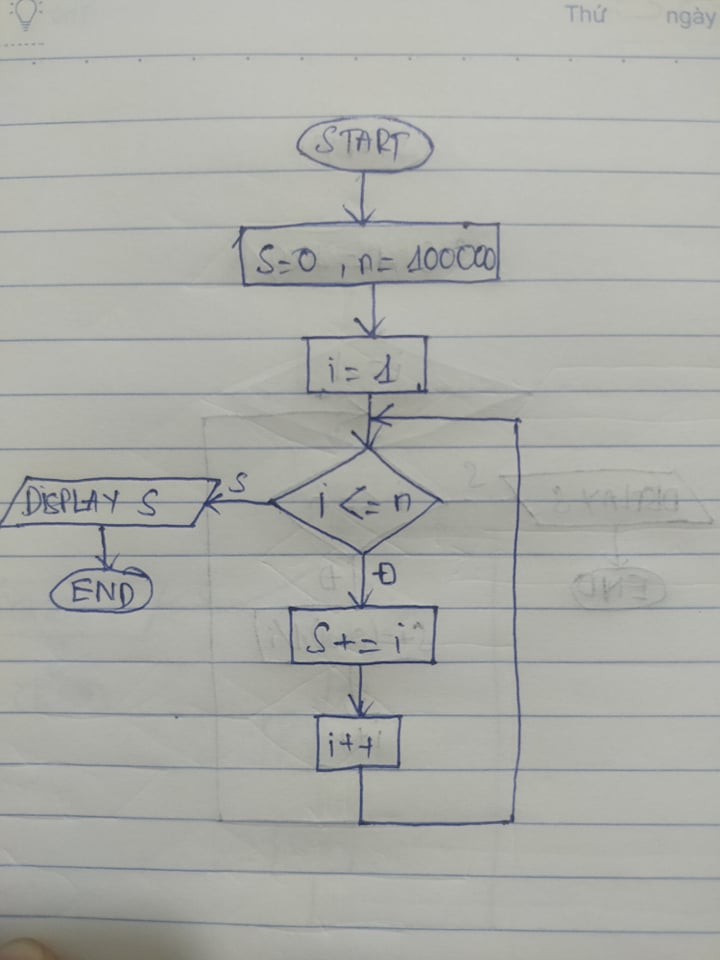 Thứ ngày
START
S=0 , n= 100000
i= 1
i <= n
S
DISPLAY S
END
Đ
S+= i
i++